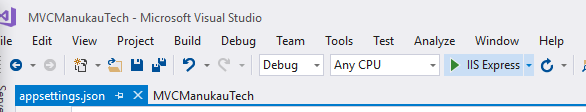 MVCManukauTech - Microsoft Visual Studio
File Edit View Project Build Debug Team Tools Test Analyze Window Help
Debug Any CPU IIS Express
appsettings.json MVCManukauTech